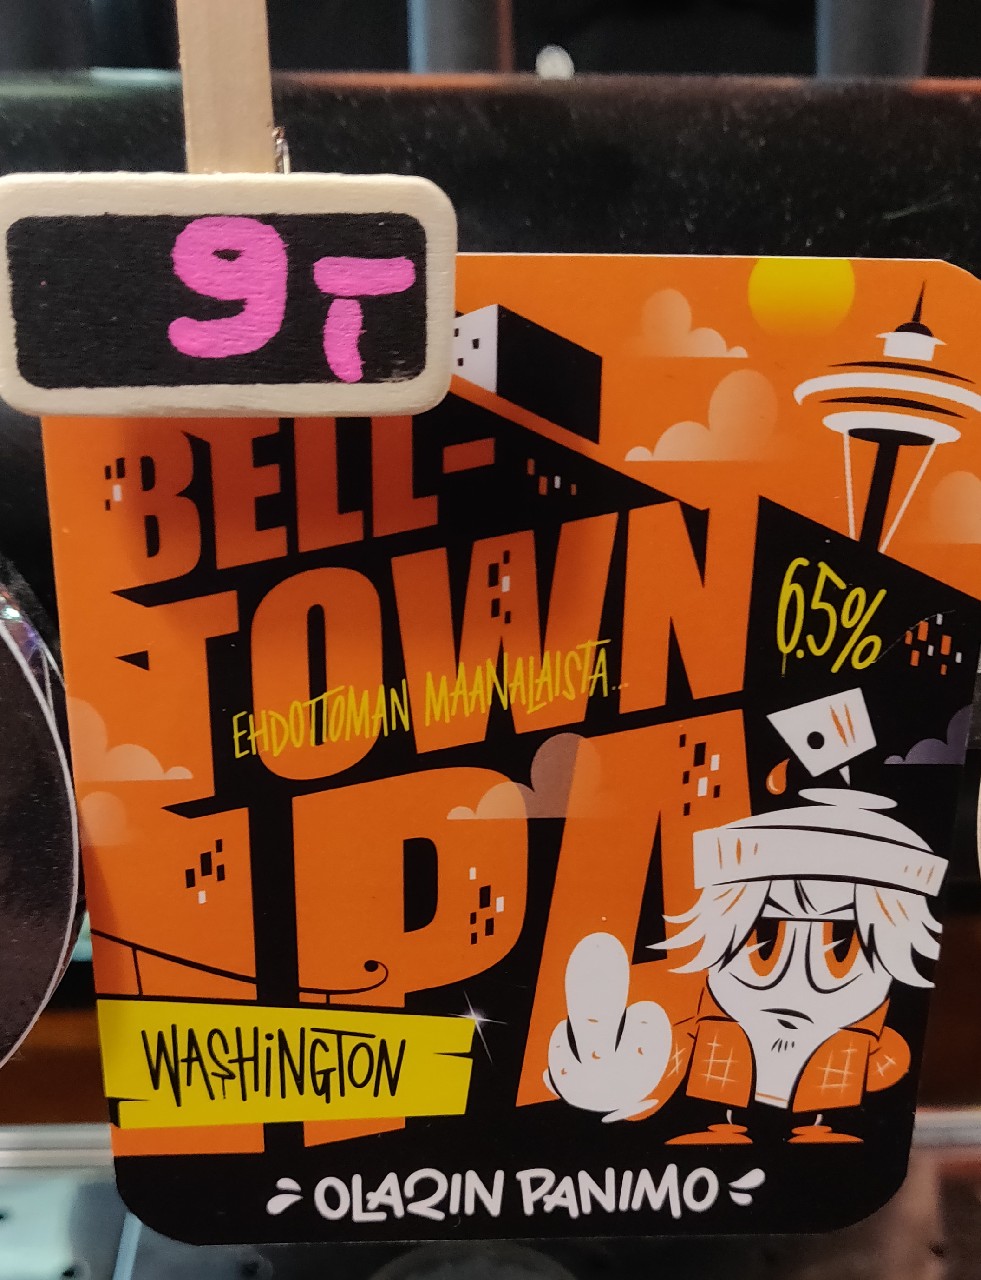 9T
BELL-
TOWN
6.5%
EHDOTTOMAN MAANALAISTA...
IPA
WASHINGTON
OLARIN PANIMO